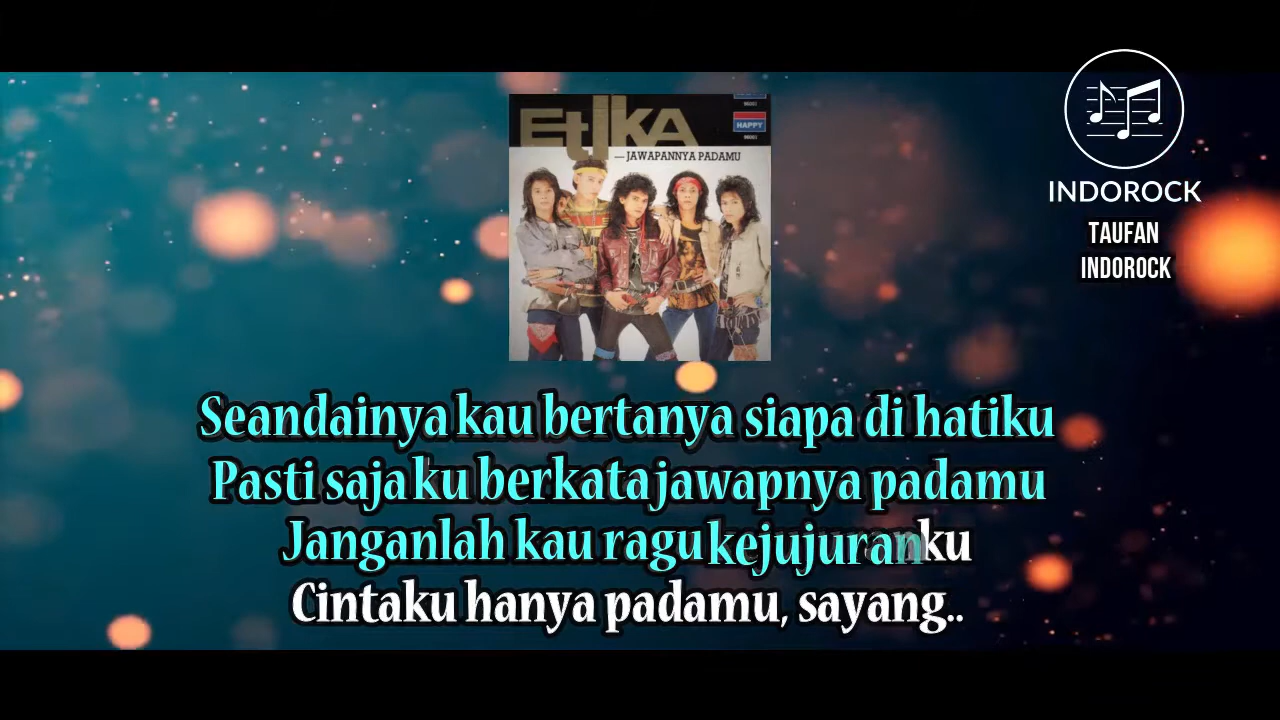 EtIKA
HAPPY
— JAWAPANNYA PADAMU
INDOROCK
TAUFAN
INDOROCK
Seandainya kau bertanya siapa di hatiku
Pasti saja ku berkata jawapnya padamu
Janganlah kau ragu kejujuranku
Cintaku hanya padamu, sayang..